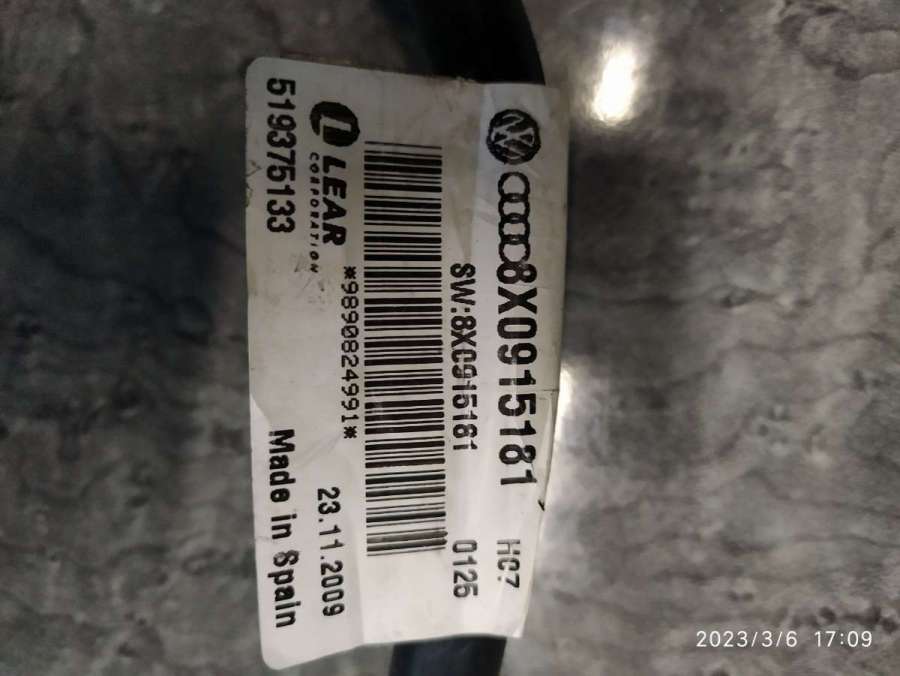 8X0915181 HC7
SW:8X0915181 0125
*9890824991*
LEAR
CORPORATION
23.11.2009
519375133
Made in Spain
2023/3/6 17:09